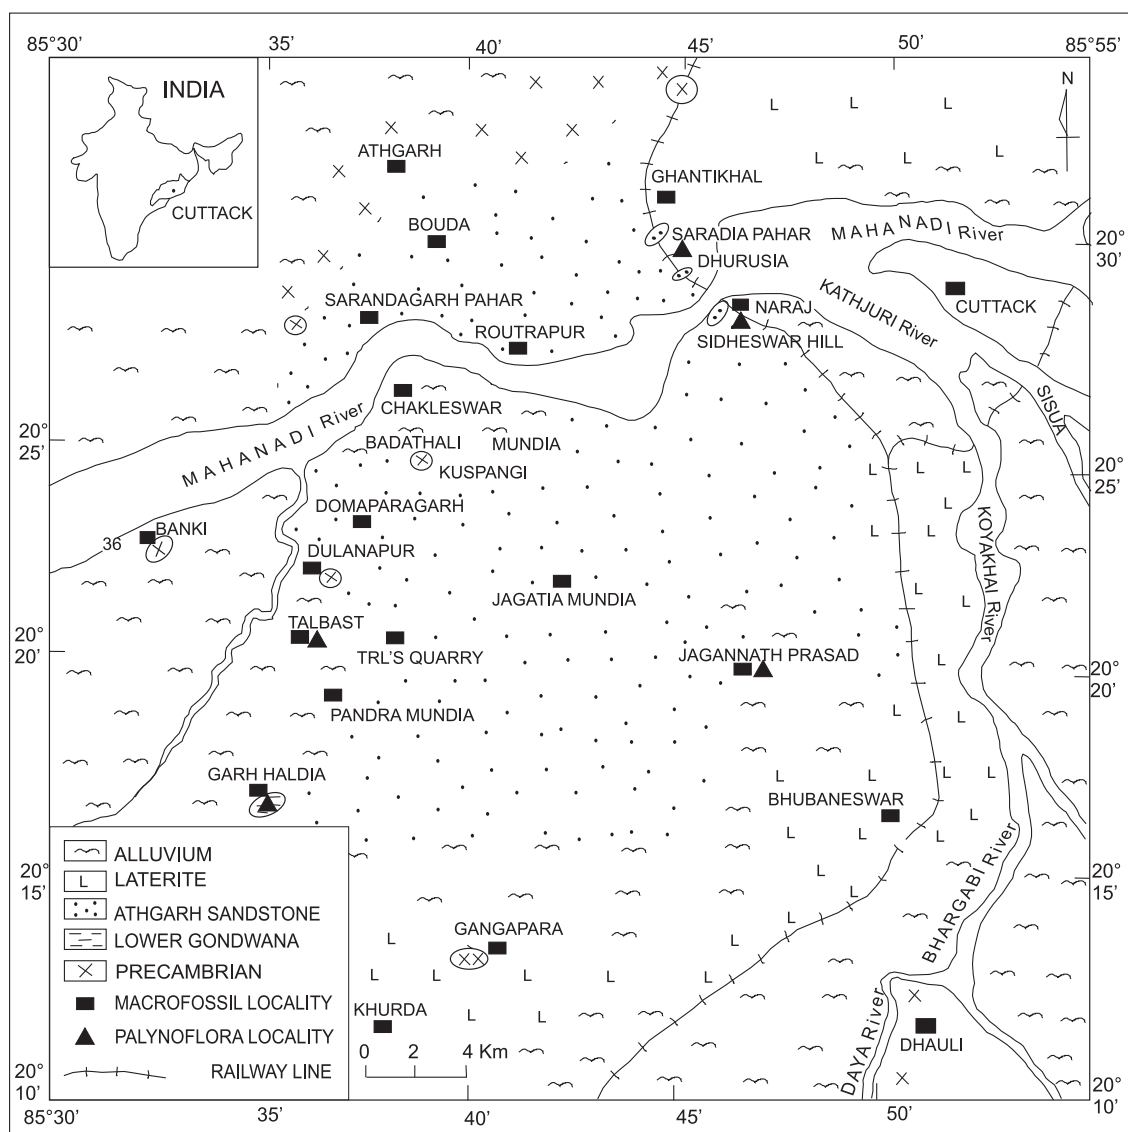 85°30' 35' 40' 45' 50' 85°55'
INDIA
CUTTACK
N
ATHGARH
GHANTIKHAL
BOUDA
SARADIA PAHAR
MAHANADI River
20°
30'
DHURUSIA
SARANDAGARH PAHAR
NARAJ
KATHJURI River
CUTTACK
ROUTRAPUR
SIDHESWAR HILL
CHAKLESWAR
SISUA
MAHANADI River
20°
25'
BADATHALI
MUNDIA
KUSPANGI
20°
25'
DOMAPARAGARH
KOYAKHAI River
BANKI
36
DULANAPUR
JAGATIA MUNDIA
TALBAST
20°
20'
TRL'S QUARRY
JAGANNATH PRASAD
20°
20'
PANDRA MUNDIA
GARH HALDIA
BHUBANESWAR
BHARGABI River
20°
15'
20°
15'
ALLUVIUM
L LATERITE
ATHGARH SANDSTONE
LOWER GONDWANA
PRECAMBRIAN
MACROFOSSIL LOCALITY
PALYNOFLORA LOCALITY
RAILWAY LINE
GANGAPARA
KHURDA
0 2 4 Km
DAYA River
DHAULI
20°
10'
20°
10'
85°30' 35' 40' 45' 50'